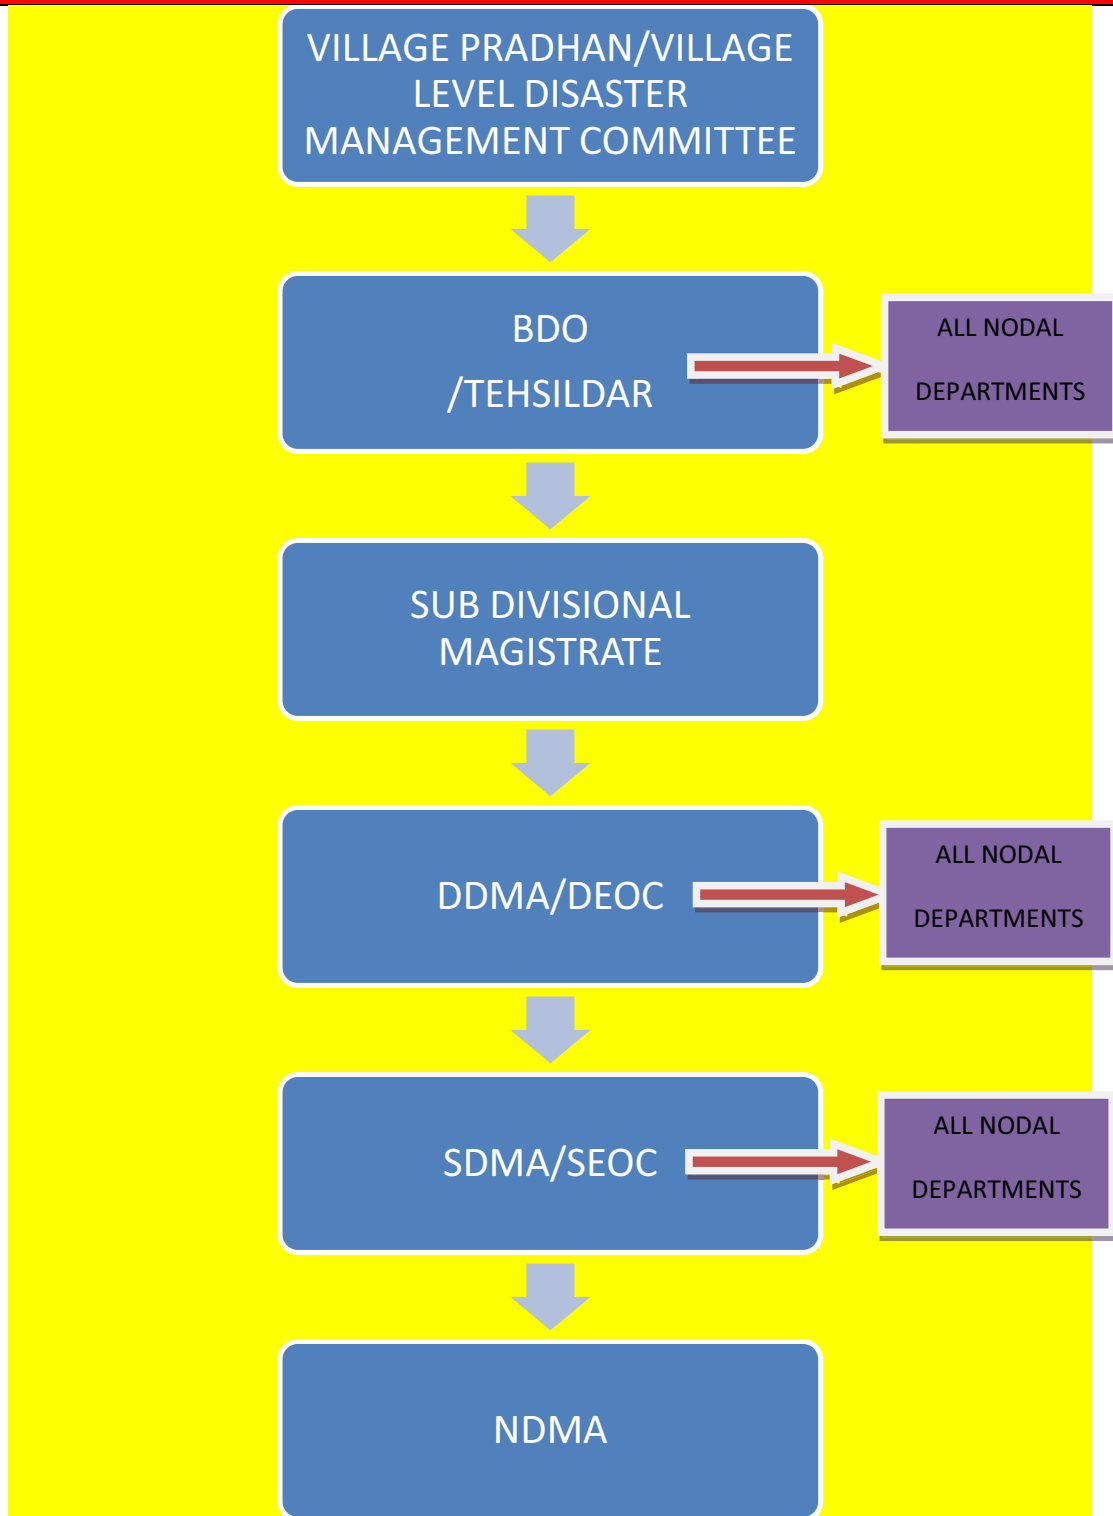 VILLAGE PRADHAN/VILLAGE
LEVEL DISASTER
MANAGEMENT COMMITTEE
BDO
/TEHSILDAR
ALL NODAL
DEPARTMENTS
SUB DIVISIONAL
MAGISTRATE
DDMA/DEOC
ALL NODAL
DEPARTMENTS
SDMA/SEOC
ALL NODAL
DEPARTMENTS
NDMA